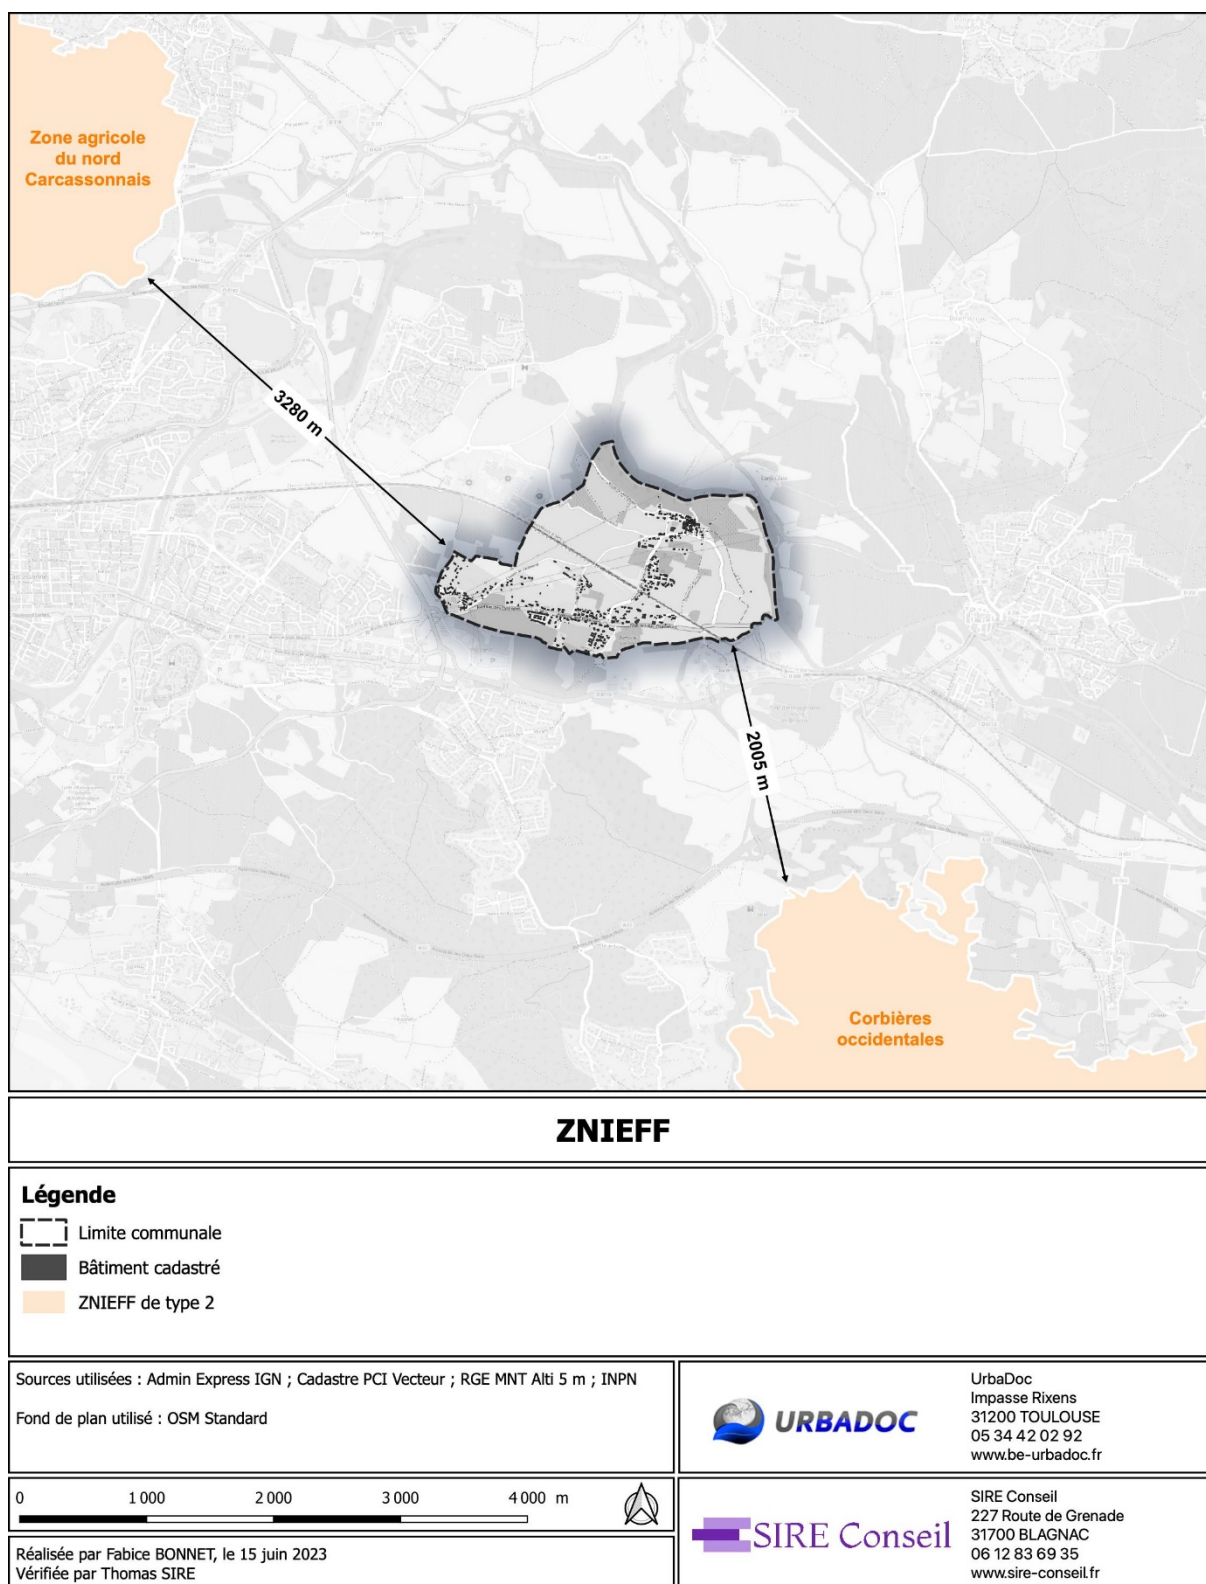 Zone agricole
du nord
Carcassonnais
3280 m
2005 m
Corbières
occidentales
ZNIEFF
Légende
Limite communale
Bâtiment cadastré
ZNIEFF de type 2
Sources utilisées : Admin Express IGN ; Cadastre PCI Vecteur ; RGE MNT Alti 5 m ; INPN
Fond de plan utilisé : OSM Standard
URBADOC
UrbaDoc
Impasse Rixens
31200 TOULOUSE
05 34 42 02 92
www.be-urbadoc.fr
0 1 000 2 000 3 000 4 000 m
SIRE Conseil
SIRE Conseil
227 Route de Grenade
31700 BLAGNAC
06 12 83 69 35
www.sire-conseil.fr
Réalisée par Fabice BONNET, le 15 juin 2023
Vérifiée par Thomas SIRE